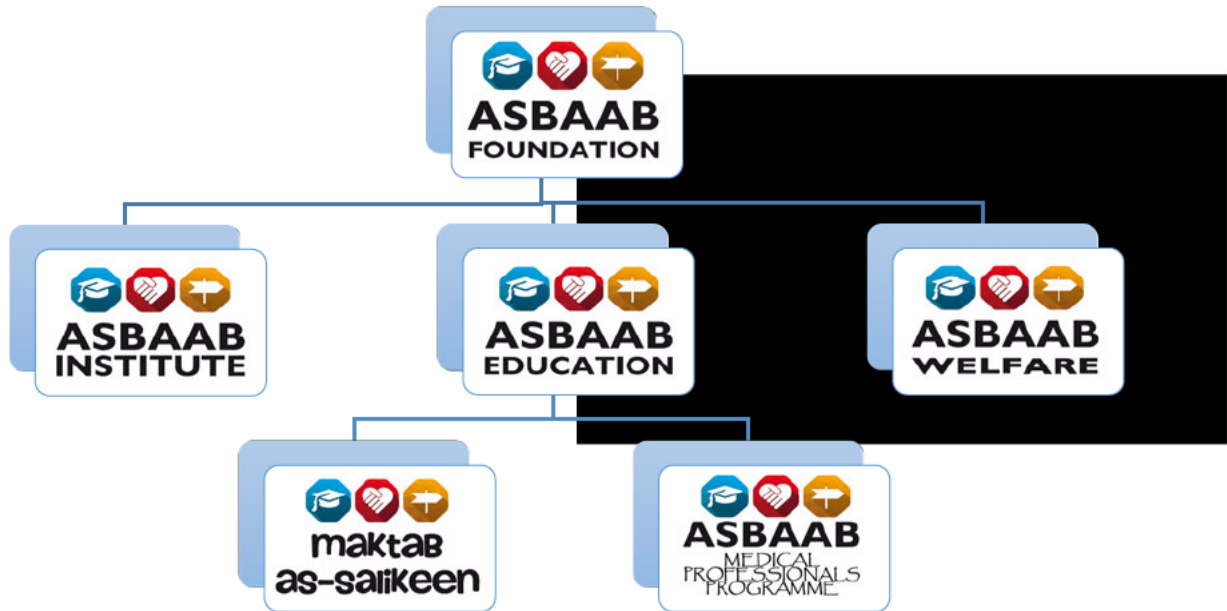 ASBAAB
FOUNDATION
ASBAAB
INSTITUTE
ASBAAB
EDUCATION
ASBAAB
WELFARE
maktab
as-salikeen
ASBAAB
MEDICAL
PROFESSIONALS
PROGRAMME